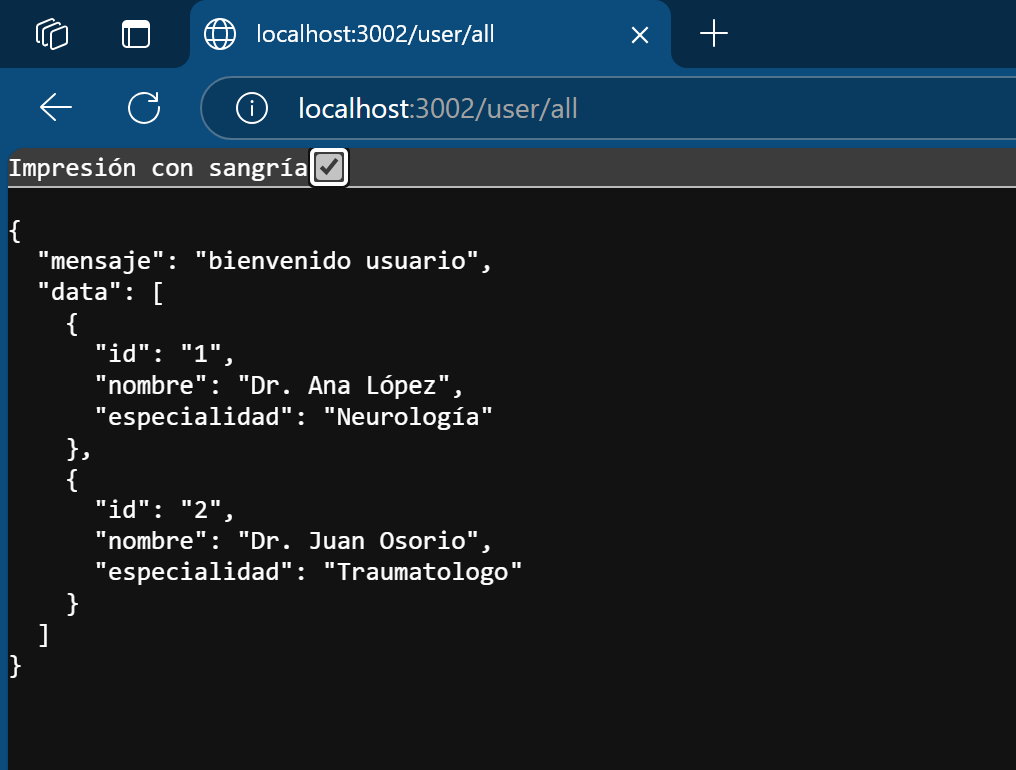 localhost:3002/user/all
localhost:3002/user/all
Impresión con sangría
{
  "mensaje": "bienvenido usuario",
  "data": [
    {
      "id": "1",
      "nombre": "Dr. Ana López",
      "especialidad": "Neurología"
    },
    {
      "id": "2",
      "nombre": "Dr. Juan Osorio",
      "especialidad": "Traumatologo"
    }
  ]
}